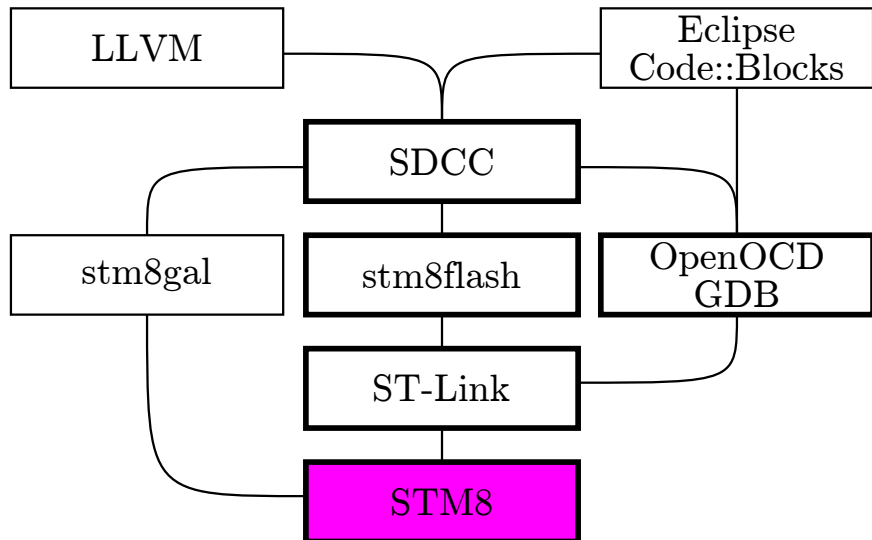 LLVM
Eclipse
Code::Blocks
SDCC
stm8gal
stm8flash
OpenOCD
GDB
ST-Link
STM8